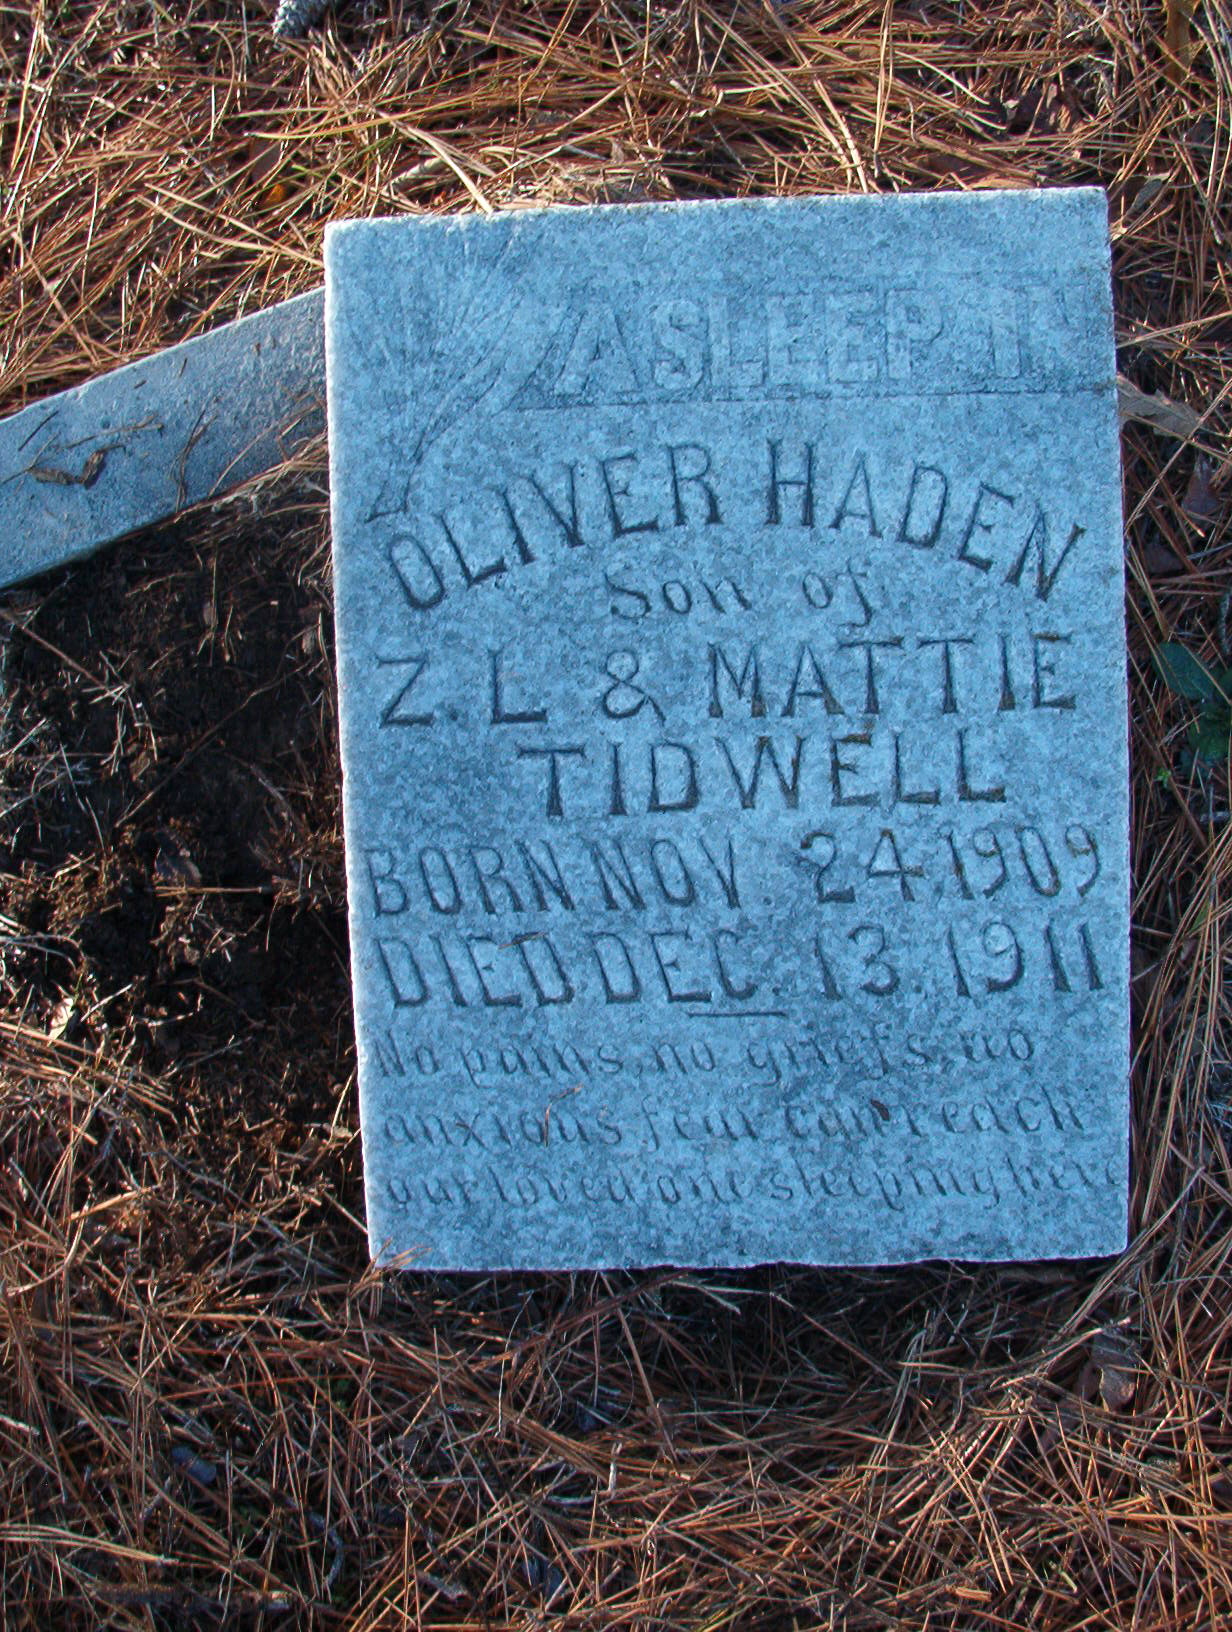 ASLEEP IN
OLIVER HADEN
Son of
Z. L & MATTIE
TIDWELL
BORN NOV. 24, 1909
DIED DEC. 13. 1911
No pains, no griefs, no
anxious fear can reach
our loved one sleeping here